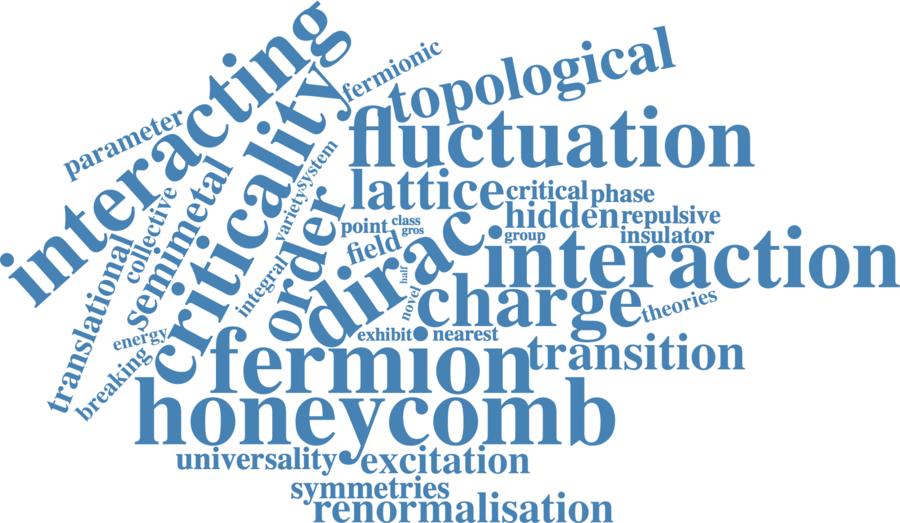 interacting
criticality
fermionic
topological
parameter
fluctuation
system
variety
lattice
critical
phase
semimetal
collective
order
point
class
gros
hidden
repulsive
translational
field
group
insulator
dirac
interaction
integral
half
novel
charge
theories
energy
breaking
exhibit
nearest
fermion
transition
honeycomb
universality
excitation
symmetries
renormalisation